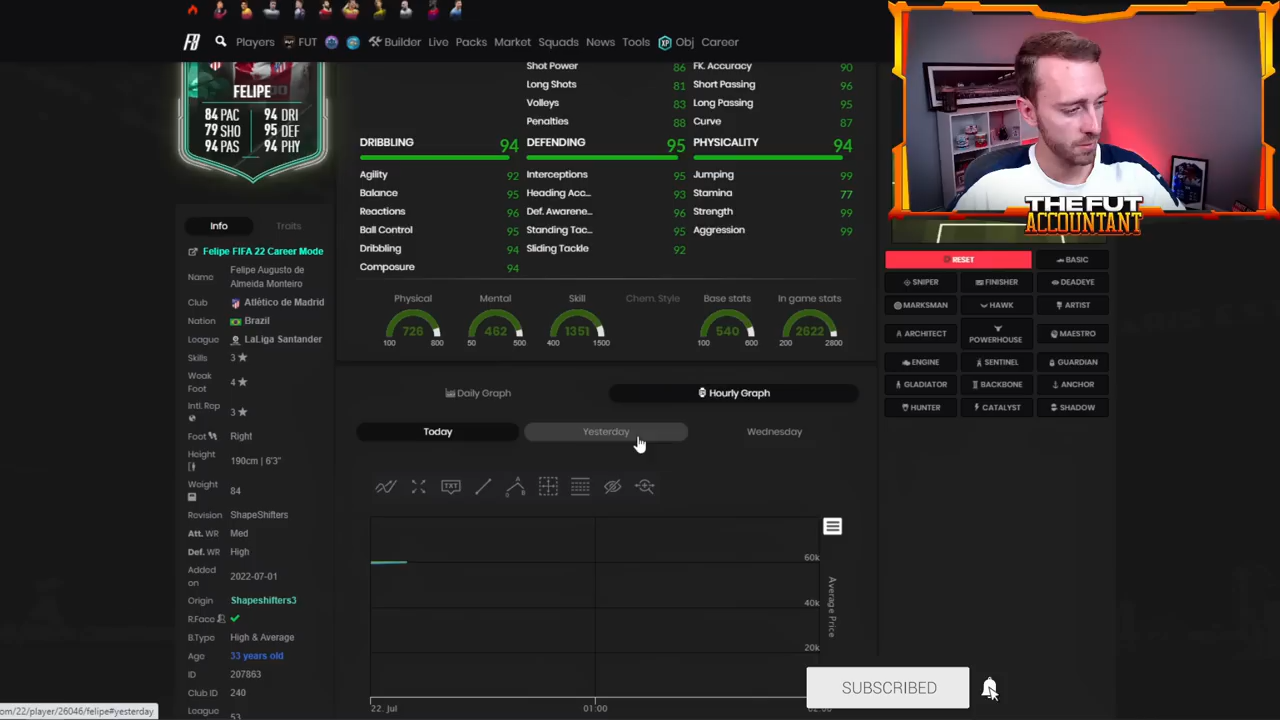 F8 Players FUT Builder Live Packs Market Squads News Tools XP Obj Career
FELIPE
84 PAC 94 DRI
79 SHO 95 DEF
94 PAS 94 PHY
Shot Power 86
Long Shots 81
Volleys 83
Penalties 88
FK. Accuracy 90
Short Passing 96
Long Passing 95
Curve 87
DRIBBLING 94
Agility 92
Balance 95
Reactions 96
Ball Control 95
Dribbling 94
Composure 94
DEFENDING 95
Interceptions 95
Heading Acc... 93
Def. Awarene... 95
Standing Tac... 95
Sliding Tackle 92
PHYSICALITY 94
Jumping 99
Stamina 77
Strength 99
Aggression 99
Physical
726
100 800
Mental
462
50 500
Skill
1351
400 1500
Chem. Style
Base stats
540
100 600
In game stats
2622
200 2800
Info Traits
Felipe FIFA 22 Career Mode
Name Felipe Augusto de
Almeida Monteiro
Club Atlético de Madrid
Nation Brazil
League LaLiga Santander
Skills 3
Weak
Foot 4
Intl. Rep 3
Foot Right
Height 190cm | 6'3"
Weight 84
Revision ShapeShifters
Att. WR Med
Def. WR High
Added
on 2022-07-01
Origin Shapeshifters3
R.Face
B.Type High & Average
Age 33 years old
ID 207863
Club ID 240
League 53
Daily Graph Hourly Graph
Today Yesterday Wednesday
TXT
60k
40k
20k
Average Price
22. Jul 01:00
THE FUT
ACCOUNTANT
RESET BASIC
SNIPER FINISHER DEADEYE
MARKSMAN HAWK ARTIST
ARCHITECT POWERHOUSE MAESTRO
ENGINE SENTINEL GUARDIAN
GLADIATOR BACKBONE ANCHOR
HUNTER CATALYST SHADOW
SUBSCRIBED
com/22/player/26046/felipe#yesterday